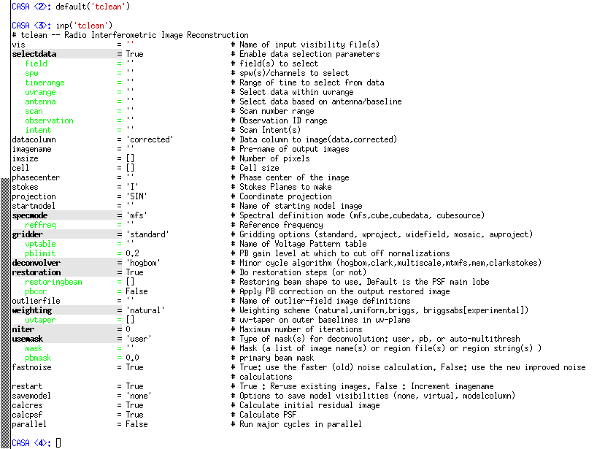 CASA <2>: default('tclean')
CASA <3>: inp('tclean')
# tclean -- Radio Interferometric Image Reconstruction
vis = '' # Name of input visibility file(s)
selectdata = True # Enable data selection parameters
field = '' # field(s) to select
spw = '' # spw(s)/channels to select
timerange = '' # Range of time to select from data
uvrange = '' # Select data within uvrange
antenna = '' # Select data based on antenna/baseline
scan = '' # Scan number range
observation = '' # Observation ID range
intent = '' # Scan Intent(s)
datacolumn = 'corrected' # Data column to image(data,corrected)
imagename = '' # Pre-name of output images
imsize = [] # Number of pixels
cell = [] # Cell size
phasecenter = '' # Phase center of the image
stokes = 'I' # Stokes Planes to make
projection = 'SIN' # Coordinate projection
startmodel = '' # Name of starting model image
specmode = 'mfs' # Spectral definition mode (mfs,cube,cubedata, cubesource)
reffreq = '' # Reference frequency
gridder = 'standard' # Gridding options (standard, wproject, widefield, mosaic, awproject)
vptable = '' # Name of Voltage Pattern table
pblimit = 0.2 # PB gain level at which to cut off normalizations
deconvolver = 'hogbom' # Minor cycle algorithm (hogbom,clark,multiscale,mtmfs,mem,clarkstokes)
restoration = True # Do restoration steps (or not)
restoringbeam = [] # Restoring beam shape to use. Default is the PSF main lobe
pbcor = False # Apply PB correction on the output restored image
outlierfile = '' # Name of outlier-field image definitions
weighting = 'natural' # Weighting scheme (natural,uniform,briggs, briggsabs[experimental])
uvtaper = [] # uv-taper on outer baselines in uv-plane
niter = 0 # Maximum number of iterations
usemask = 'user' # Type of mask(s) for deconvolution: user, pb, or auto-multithresh
mask = '' # Mask (a list of image name(s) or region file(s) or region string(s) )
pbmask = 0.0 # primary beam mask
fastnoise = True # True: use the faster (old) noise calculation. False: use the new improved noise
# calculations
restart = True # True : Re-use existing images. False : Increment imagename
savemodel = 'none' # Options to save model visibilities (none, virtual, modelcolumn)
calcres = True # Calculate initial residual image
calcpsf = True # Calculate PSF
parallel = False # Run major cycles in parallel
CASA <4>: